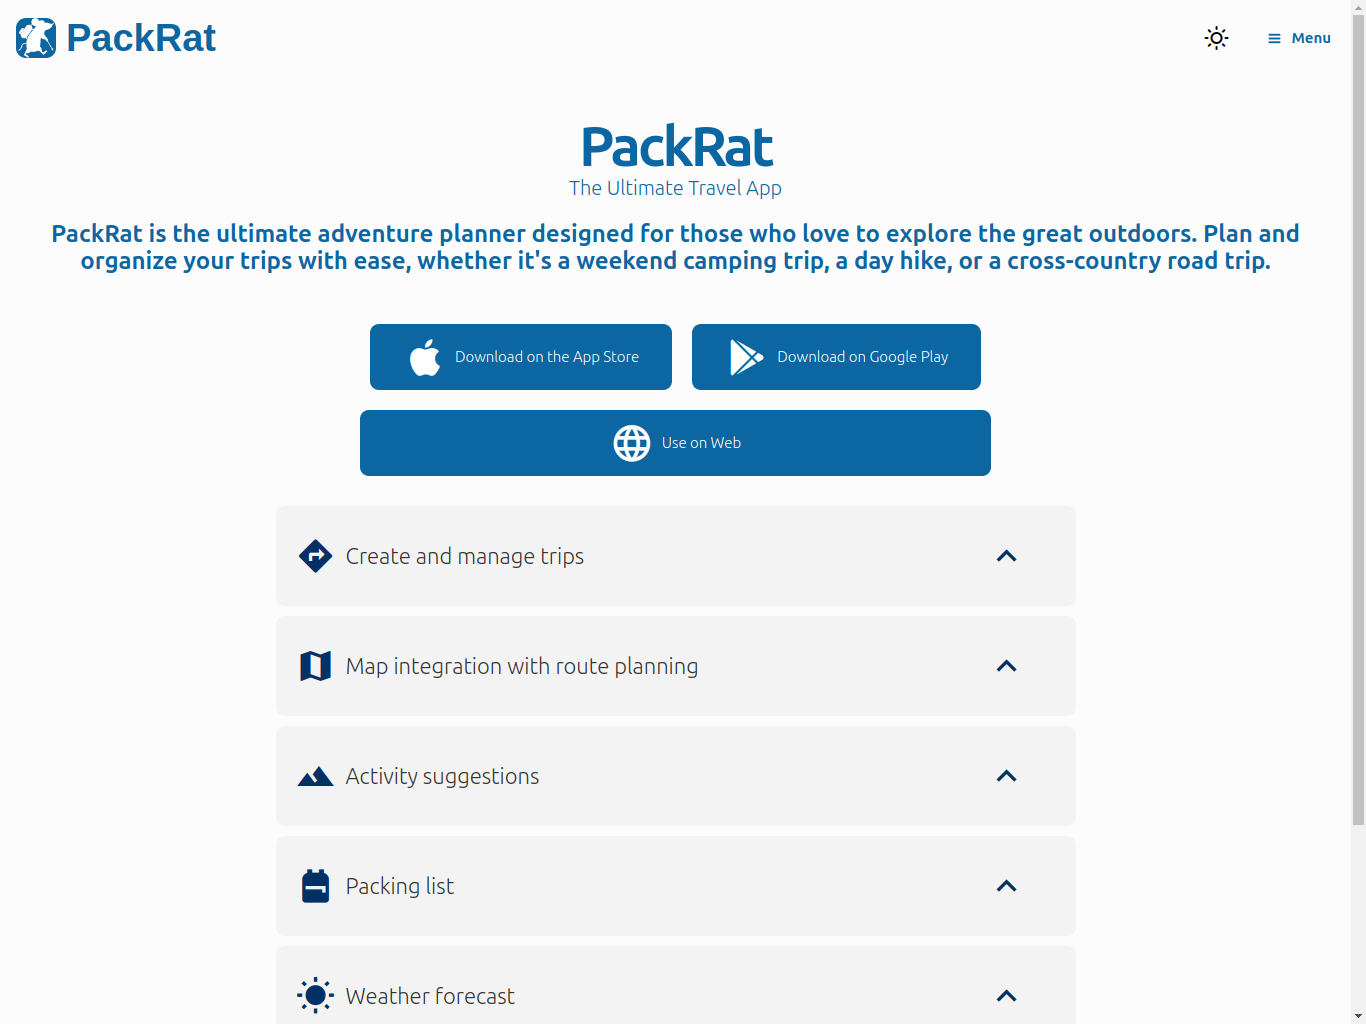 PackRat
Menu
PackRat
The Ultimate Travel App
PackRat is the ultimate adventure planner designed for those who love to explore the great outdoors. Plan and
organize your trips with ease, whether it's a weekend camping trip, a day hike, or a cross-country road trip.
Download on the App Store
Download on Google Play
Use on Web
Create and manage trips
Map integration with route planning
Activity suggestions
Packing list
Weather forecast